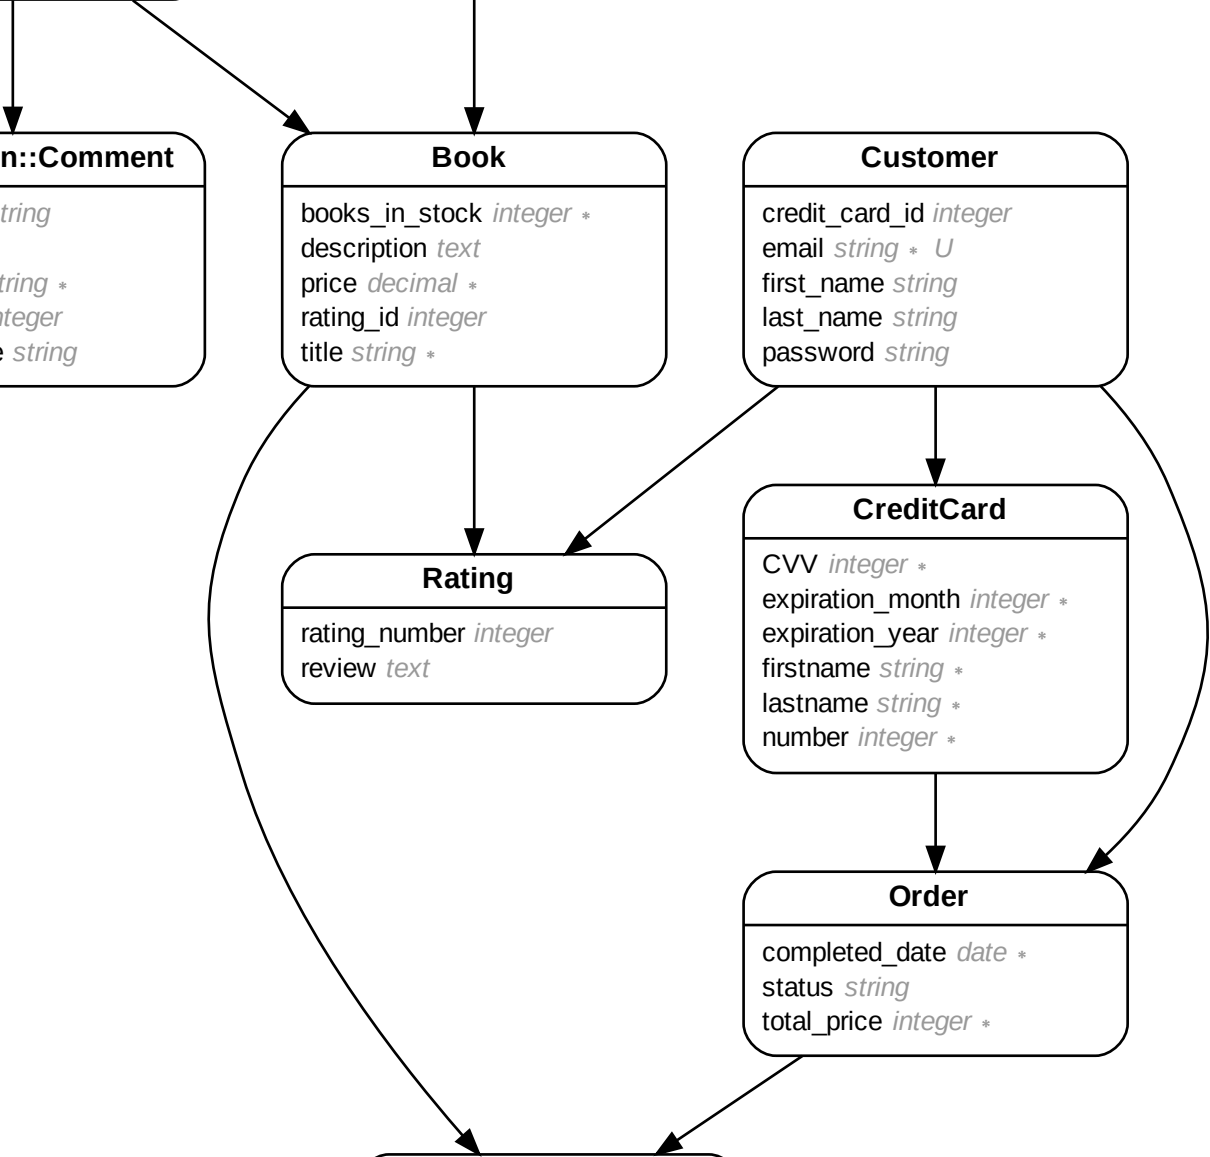 n::Comment
tring
tring *
nteger
e string
Book
books_in_stock integer *
description text
price decimal *
rating_id integer
title string *
Customer
credit_card_id integer
email string * U
first_name string
last_name string
password string
Rating
rating_number integer
review text
CreditCard
CVV integer *
expiration_month integer *
expiration_year integer *
firstname string *
lastname string *
number integer *
Order
completed_date date *
status string
total_price integer *